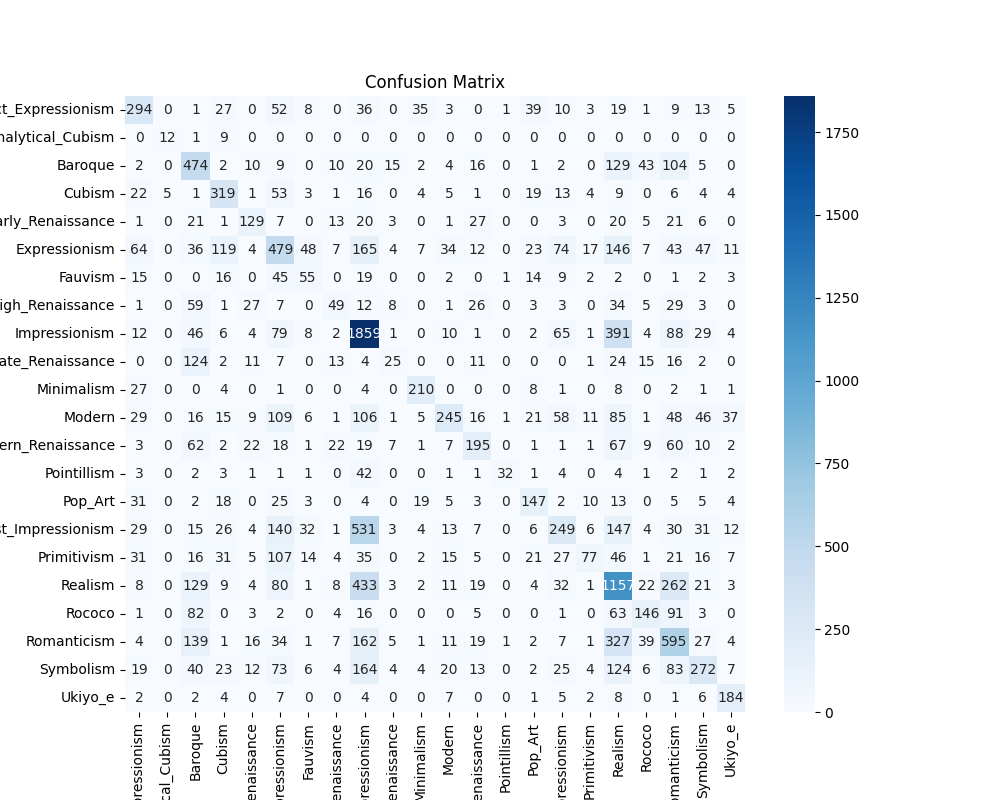 Confusion Matrix
ct_Expressionism 294 0 1 27 0 52 8 0 36 0 35 3 0 1 39 10 3 19 1 9 13 5
nalytical_Cubism 0 12 1 9 0 0 0 0 0 0 0 0 0 0 0 0 0 0 0 0 0 0
Baroque 2 0 474 2 10 9 0 10 20 15 2 4 16 0 1 2 0 129 43 104 5 0
Cubism 22 5 1 319 1 53 3 1 16 0 4 5 1 0 19 13 4 9 0 6 4 4
arly_Renaissance 1 0 21 1 129 7 0 13 20 3 0 1 27 0 0 3 0 20 5 21 6 0
Expressionism 64 0 36 119 4 479 48 7 165 4 7 34 12 0 23 74 17 146 7 43 47 11
Fauvism 15 0 0 16 0 45 55 0 19 0 0 2 0 1 14 9 2 2 0 1 2 3
igh_Renaissance 1 0 59 1 27 7 0 49 12 8 0 1 26 0 3 3 0 34 5 29 3 0
Impressionism 12 0 46 6 4 79 8 2 1859 1 0 10 1 0 2 65 1 391 4 88 29 4
ate_Renaissance 0 0 124 2 11 7 0 13 4 25 0 0 11 0 0 0 1 24 15 16 2 0
Minimalism 27 0 0 4 0 1 0 0 4 0 210 0 0 0 8 1 0 8 0 2 1 1
Modern 29 0 16 15 9 109 6 1 106 1 5 245 16 1 21 58 11 85 1 48 46 37
ern_Renaissance 3 0 62 2 22 18 1 22 19 7 1 7 195 0 1 1 1 67 9 60 10 2
Pointillism 3 0 2 3 1 1 1 0 42 0 0 1 1 32 1 4 0 4 1 2 1 2
Pop_Art 31 0 2 18 0 25 3 0 4 0 19 5 3 0 147 2 10 13 0 5 5 4
st_Impressionism 29 0 15 26 4 140 32 1 531 3 4 13 7 0 6 249 6 147 4 30 31 12
Primitivism 31 0 16 31 5 107 14 4 35 0 2 15 5 0 21 27 77 46 1 21 16 7
Realism 8 0 129 9 4 80 1 8 433 3 2 11 19 0 4 32 1 1157 22 262 21 3
Rococo 1 0 82 0 3 2 0 4 16 0 0 0 5 0 0 1 0 63 146 91 3 0
Romanticism 4 0 139 1 16 34 1 7 162 5 1 11 19 1 2 7 1 327 39 595 27 4
Symbolism 19 0 40 23 12 73 6 4 164 4 4 20 13 0 2 25 4 124 6 83 272 7
Ukiyo_e 2 0 2 4 0 7 0 0 4 0 0 7 0 0 1 5 2 8 0 1 6 184
pressionism
cal_Cubism
Baroque
Cubism
enaissance
ressionism
Fauvism
enaissance
pressionism
enaissance
Minimalism
Modern
enaissance
Pointillism
Pop_Art
pressionism
Primitivism
Realism
Rococo
omanticism
Symbolism
Ukiyo_e
1750
1500
1250
1000
750
500
250
0